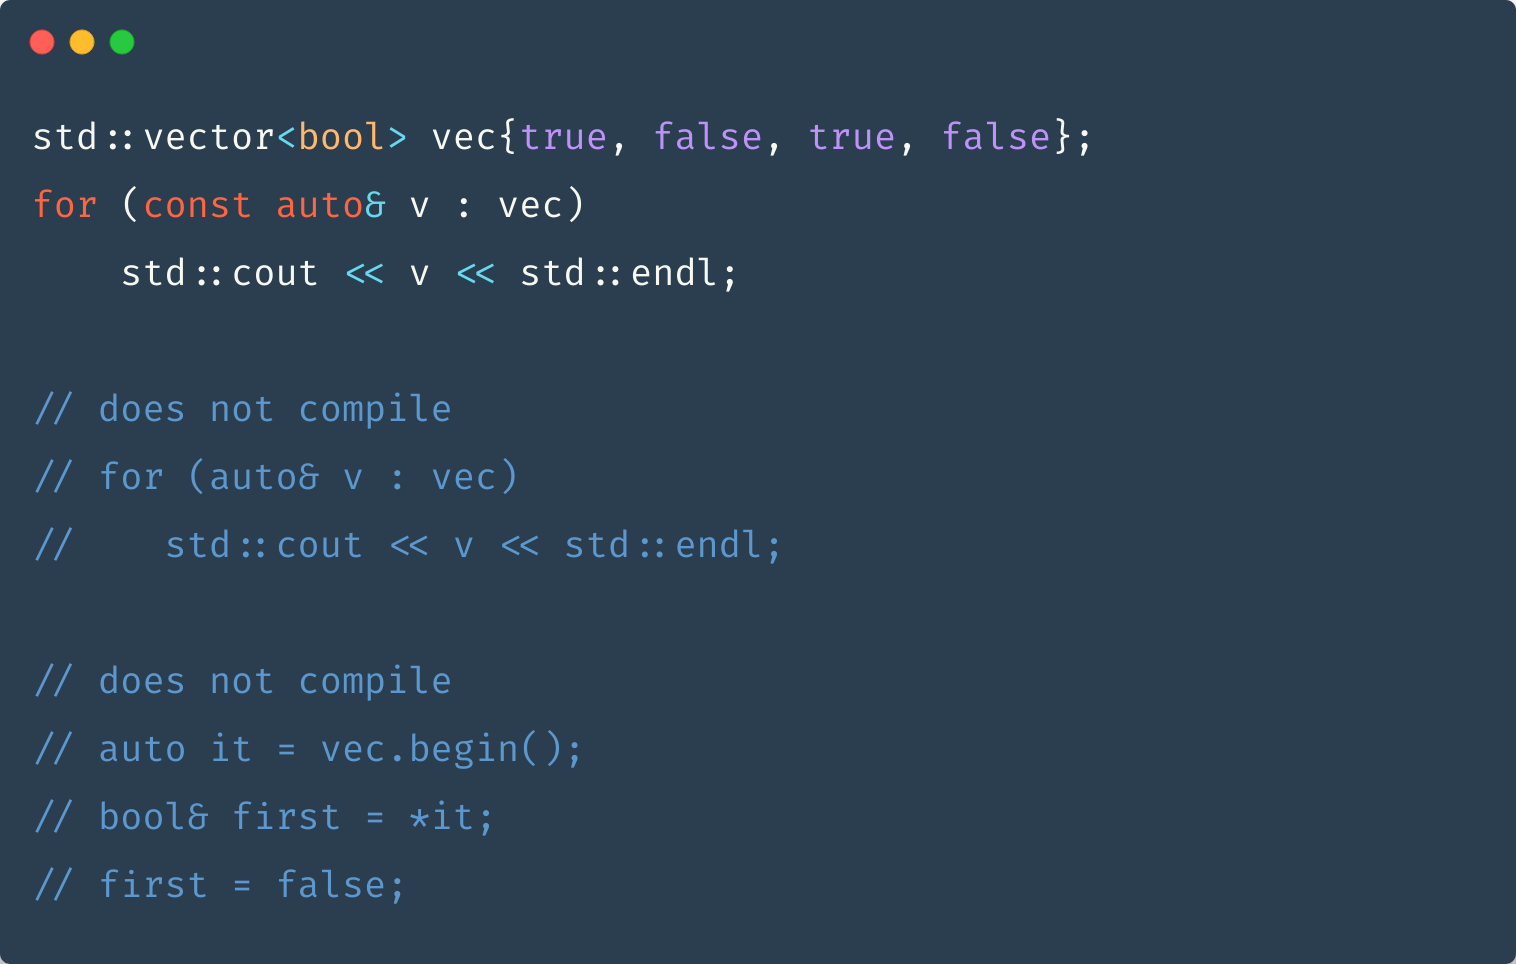 std::vector<bool> vec{true, false, true, false};
for (const auto& v : vec)
    std::cout << v << std::endl;

// does not compile
// for (auto& v : vec)
//    std::cout << v << std::endl;

// does not compile
// auto it = vec.begin();
// bool& first = *it;
// first = false;